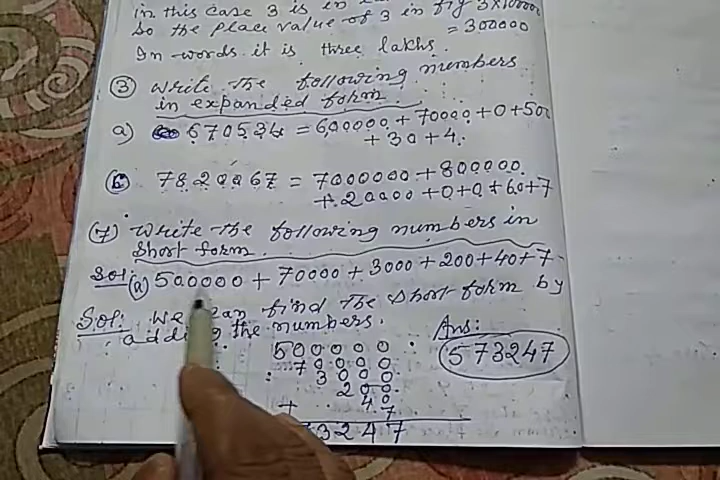 in this case 3 is in
So the place value of 3 in fig 3x100000
= 300000
In words it is three lakhs.
③ Write the following numbers
in expanded form.
a) 670534 = 600000 + 70000 + 0 + 500
+ 30 + 4.
b 7820067 = 7000000 + 800000
+ 20000 + 0 + 0 + 60 + 7
⑦ Write the following numbers in
Short form.
Sol: (a) 500000 + 70000 + 3000 + 200 + 40 + 7
Sol: We can find the short form by
adding the numbers.
Ans:
573247
500000
70000
3000
200
40
+ 7
73247